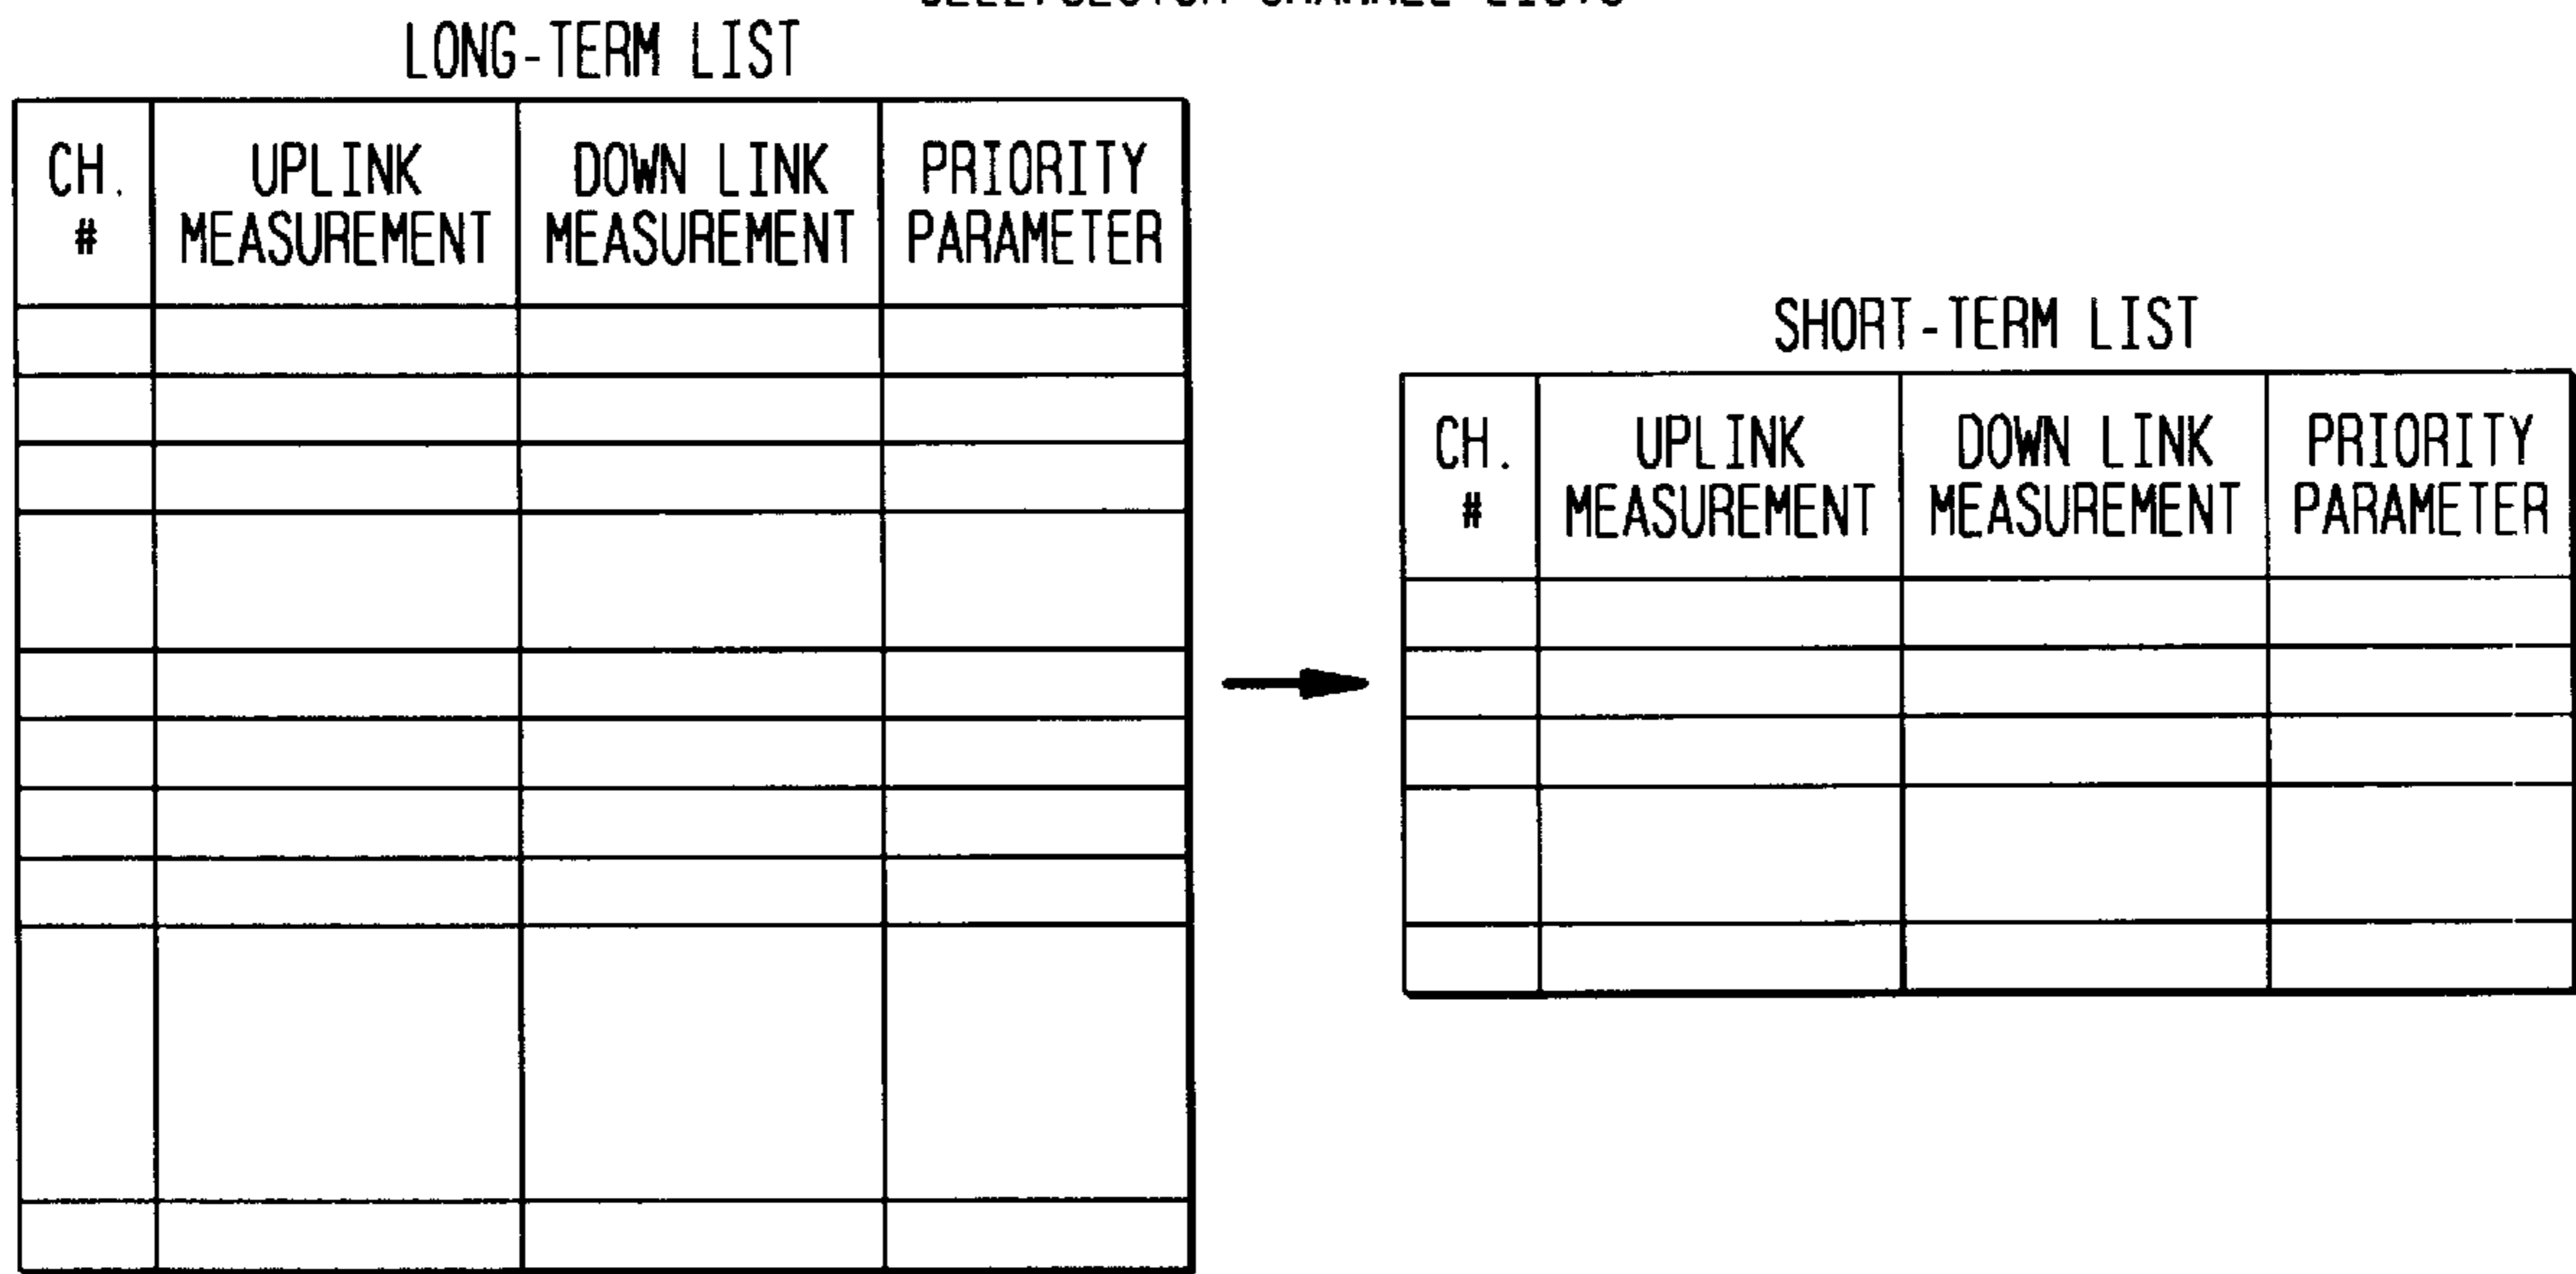 LONG-TERM LIST
CH. #
UPLINK MEASUREMENT
DOWN LINK MEASUREMENT
PRIORITY PARAMETER
SHORT-TERM LIST
CH. #
UPLINK MEASUREMENT
DOWN LINK MEASUREMENT
PRIORITY PARAMETER